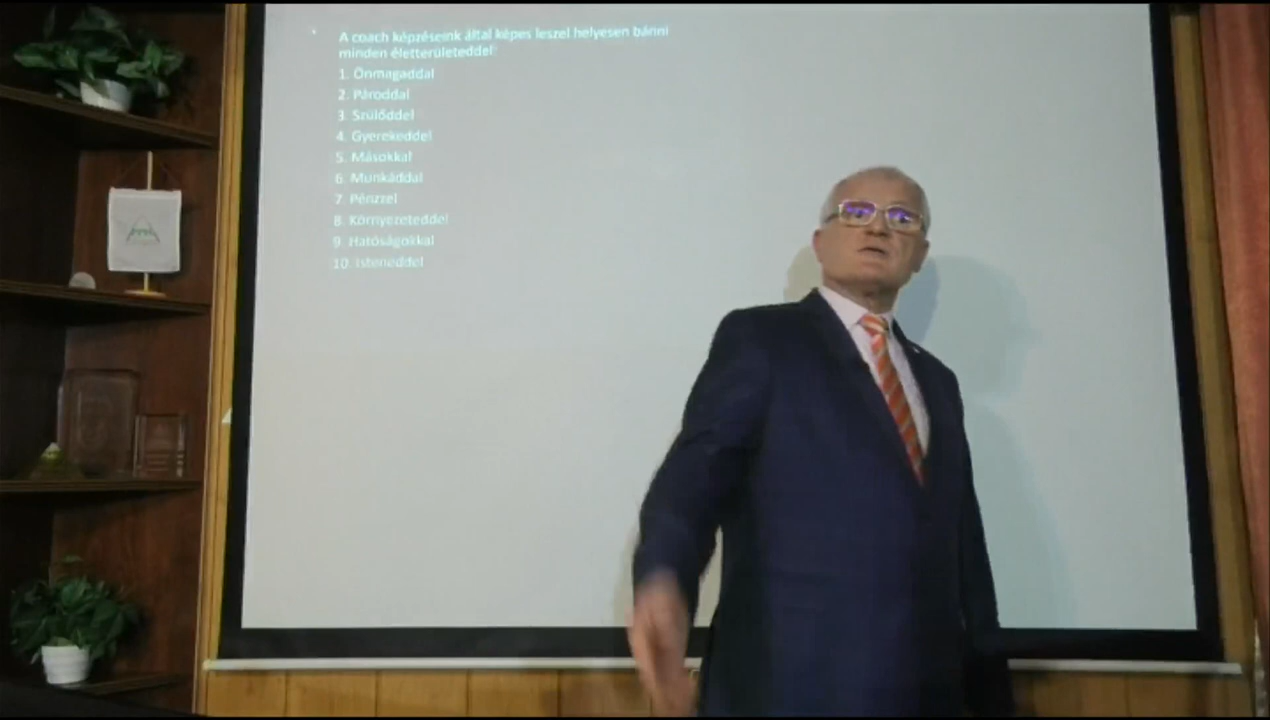 A coach képzéseink által képes leszel helyesen bánni
minden életterületeddel
1. Önmagaddal
2. Pároddal
3. Szülőddel
4. Gyerekeddel
5. Másokkal
6. Munkáddal
7. Pénzzel
8. Környezeteddel
9. Hatóságokkal
10. Isteneddel